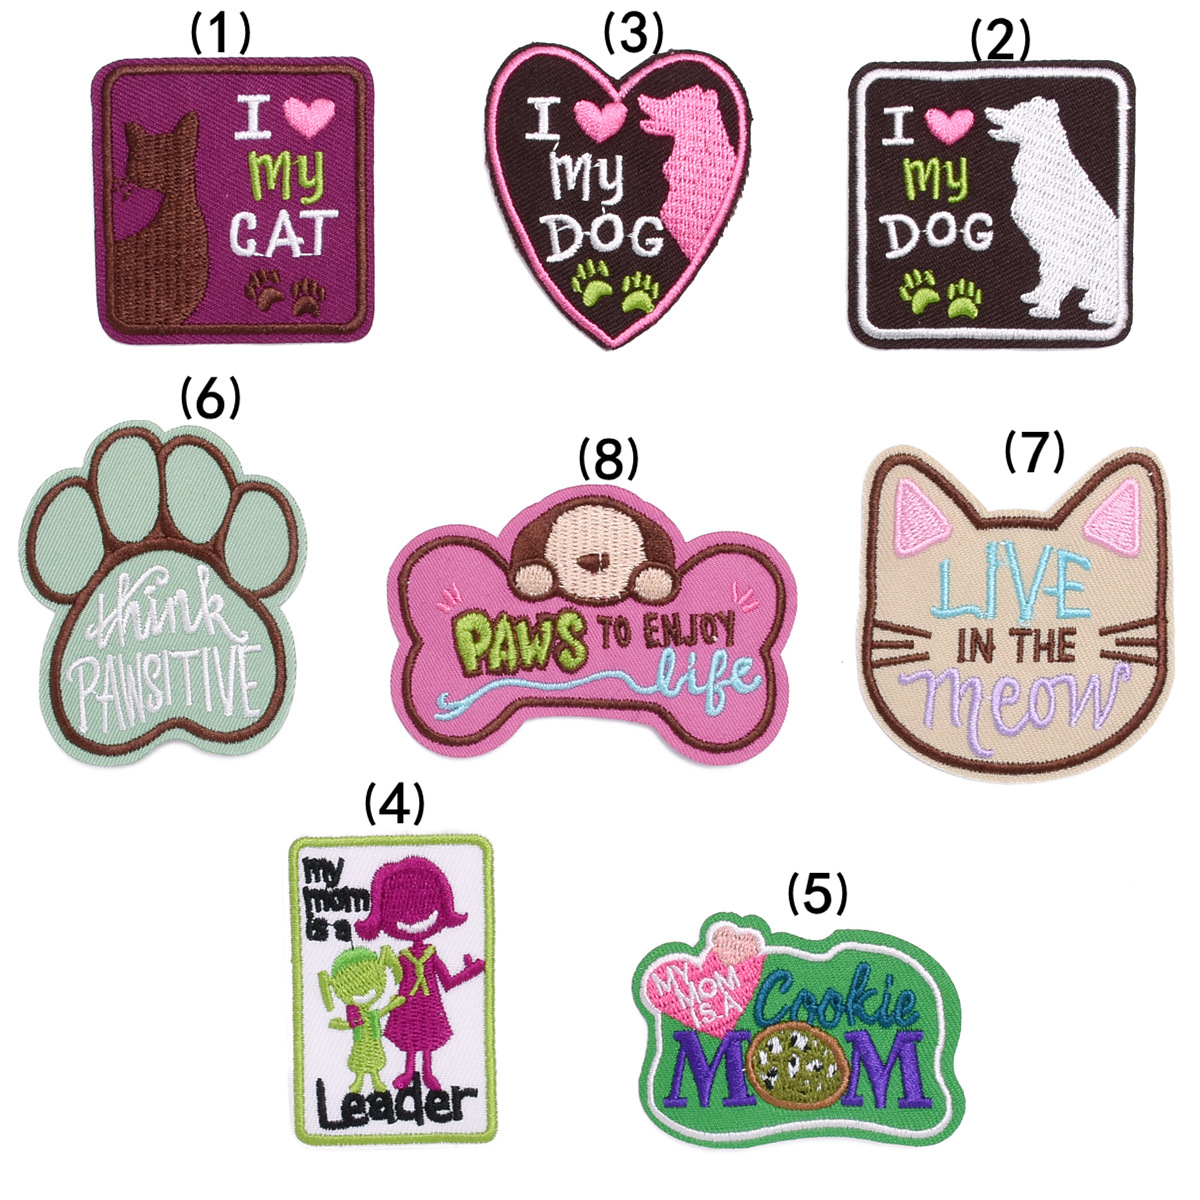 (1)
I
my
CAT
(3)
I
my
DOG
(2)
I
my
DOG
(6)
think
PAWSITIVE
(8)
PAWS TO ENJOY
life
(7)
LIVE
IN THE
meow
(4)
my
mom
is a
Leader
(5)
MY
MOM
IS A
Cookie
MOM